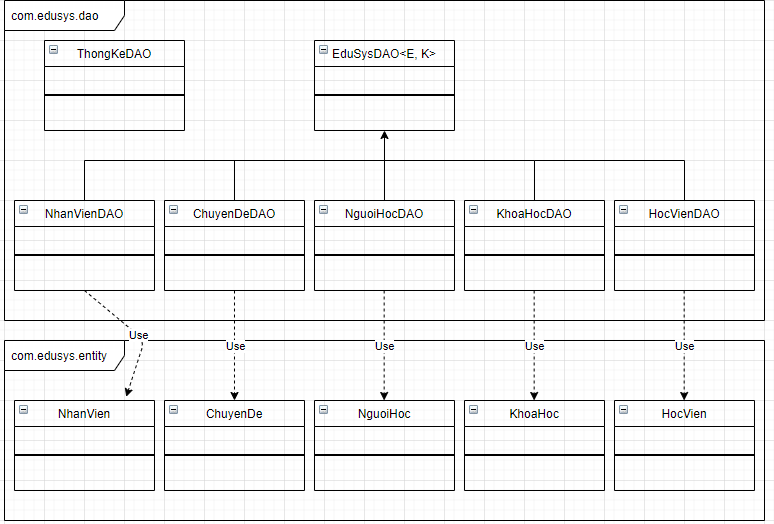 com.edusys.dao
ThongKeDAO
EduSysDAO<E, K>
NhanVienDAO
ChuyenDeDAO
NguoiHocDAO
KhoaHocDAO
HocVienDAO
Use
Use
Use
Use
Use
com.edusys.entity
NhanVien
ChuyenDe
NguoiHoc
KhoaHoc
HocVien